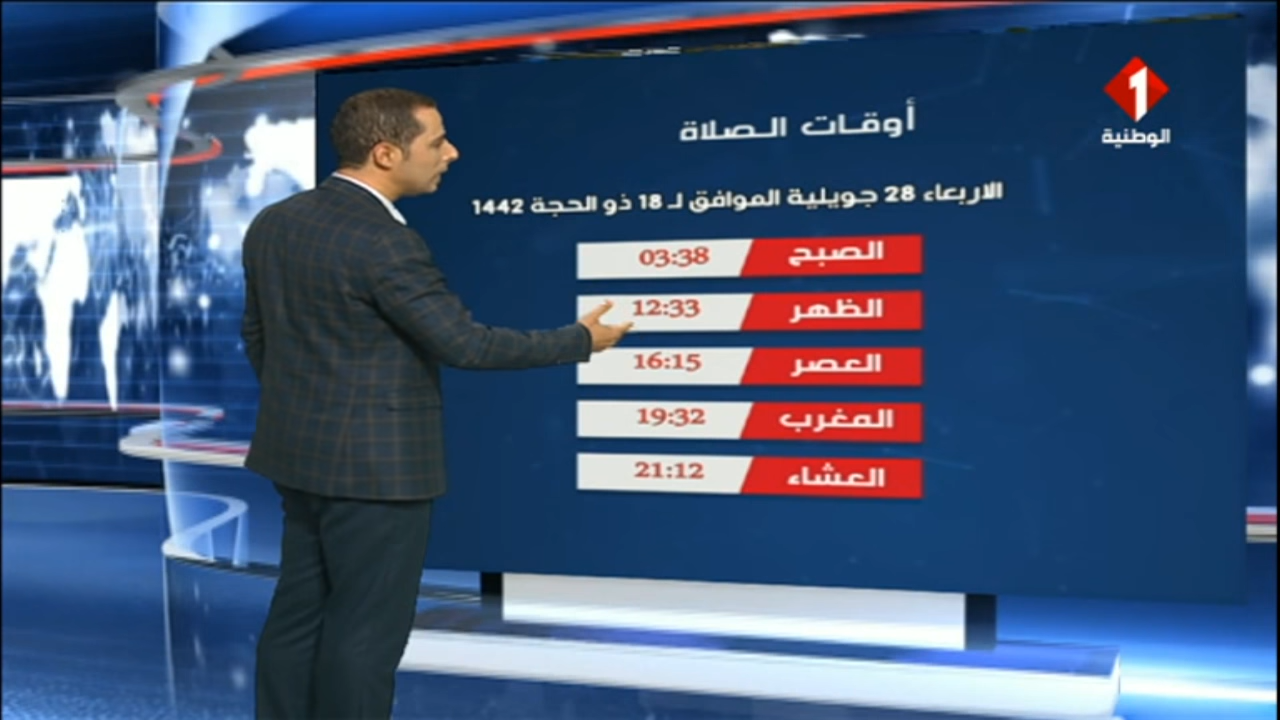 1
الوطنية
أوقات الصلاة
الاربعاء 28 جويلية الموافق لـ 18 ذو الحجة 1442
الصبح 03:38
الظهر 12:33
العصر 16:15
المغرب 19:32
العشاء 21:12